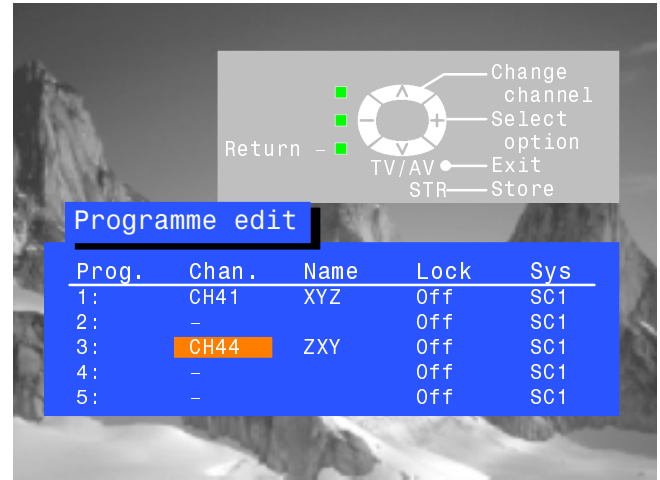 Change
channel
Select
option
Return –
TV/AV
Exit
STR
Store
Programme edit
Prog. Chan. Name Lock Sys
1: CH41 XYZ Off SC1
2: – Off SC1
3: CH44 ZXY Off SC1
4: – Off SC1
5: – Off SC1